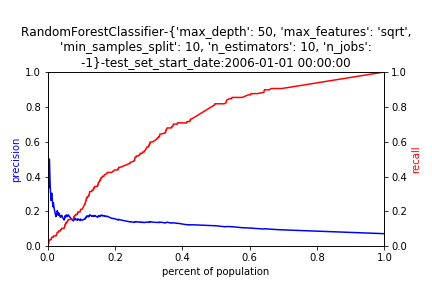 RandomForestClassifier-{'max_depth': 50, 'max_features': 'sqrt',
'min_samples_split': 10, 'n_estimators': 10, 'n_jobs':
-1}-test_set_start_date:2006-01-01 00:00:00
1.0 1.0
0.8 0.8
precision 0.6 0.6 recall
0.4 0.4
0.2 0.2
0.0 0.0
0.0 0.2 0.4 0.6 0.8 1.0
percent of population